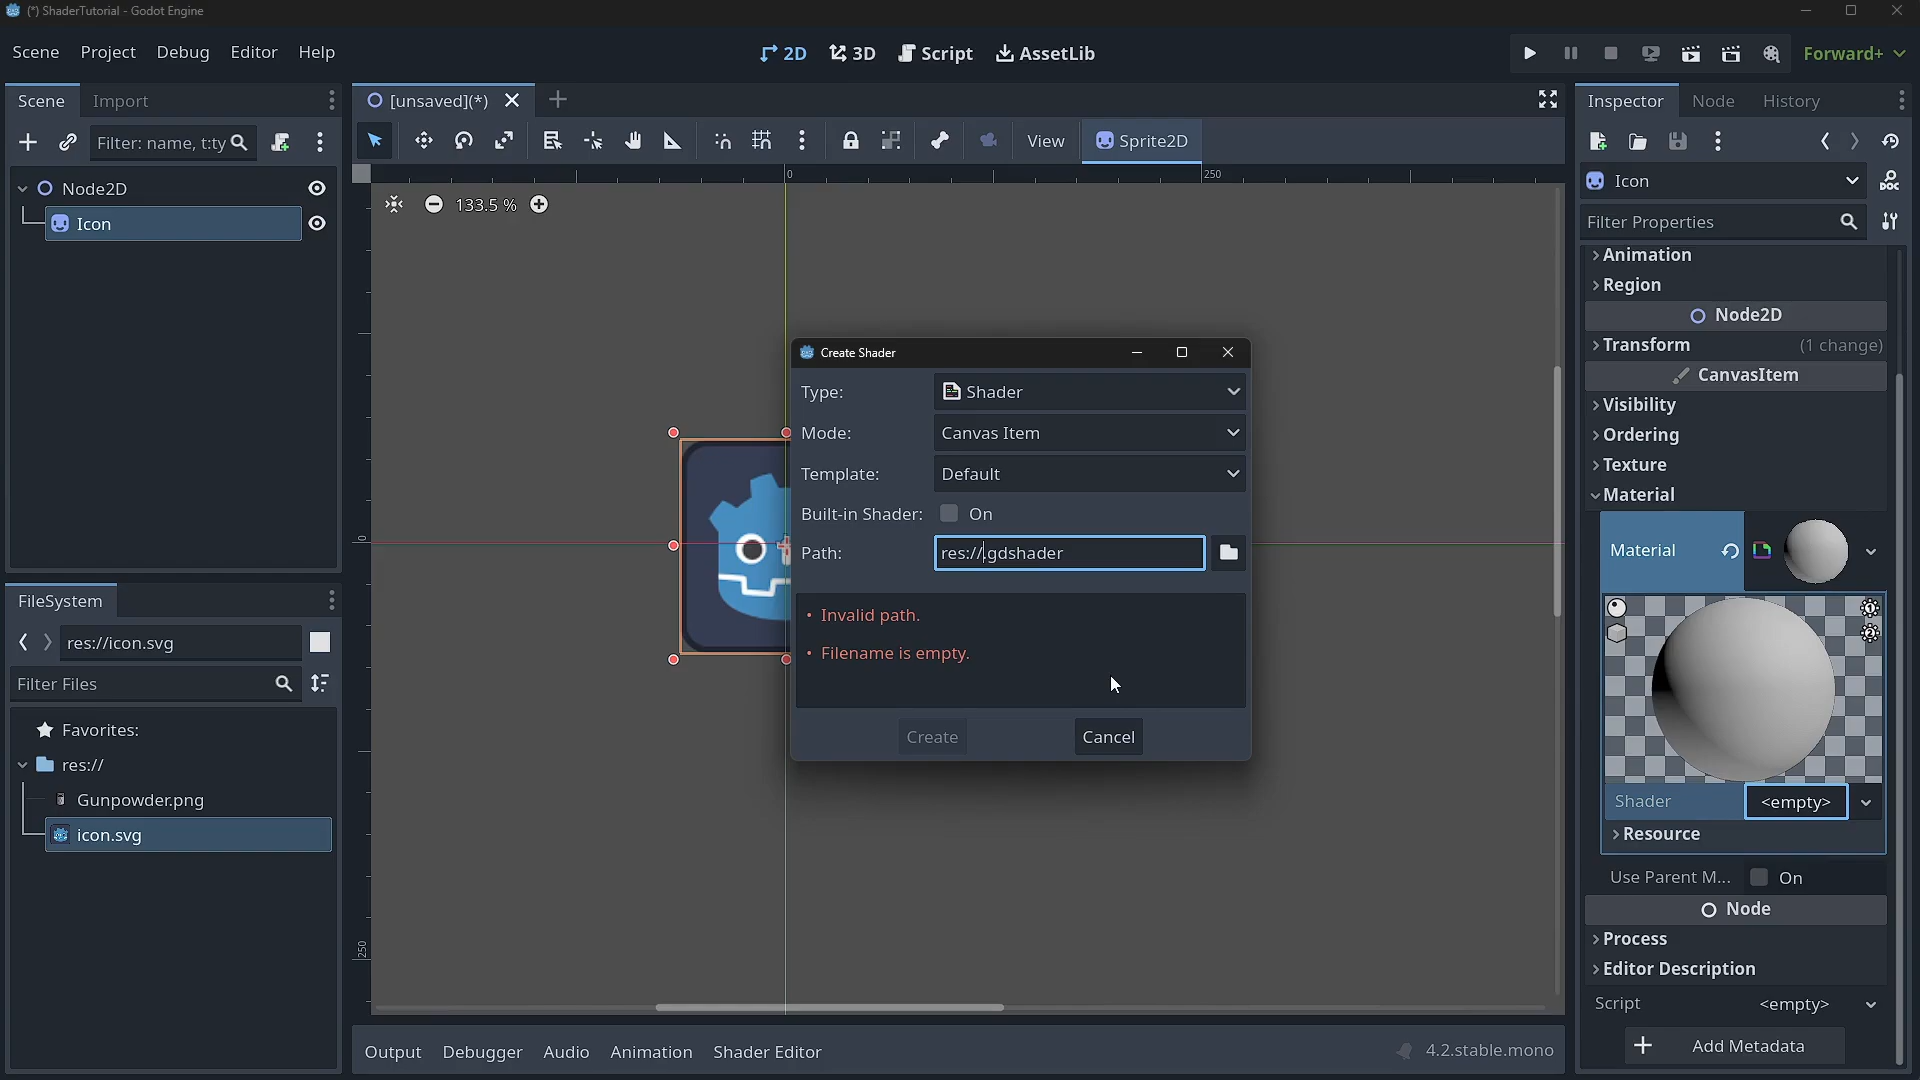 (*) ShaderTutorial - Godot Engine
Scene Project Debug Editor Help
2D 3D Script AssetLib
Forward+
Scene Import
[unsaved](*)
Inspector Node History
Filter: name, t:ty
View Sprite2D
0 250
Node2D
Icon
133.5 %
0
250
Icon
Filter Properties
Animation
Region
Node2D
Transform (1 change)
CanvasItem
Visibility
Ordering
Texture
Material
Material
1
2
Shader <empty>
Resource
Use Parent M... On
Node
Process
Editor Description
Script <empty>
Add Metadata
Create Shader
Type: Shader
Mode: Canvas Item
Template: Default
Built-in Shader: On
Path: res://.gdshader
• Invalid path.
• Filename is empty.
Create Cancel
FileSystem
res://icon.svg
Filter Files
Favorites:
res://
Gunpowder.png
icon.svg
Output Debugger Audio Animation Shader Editor
4.2.stable.mono